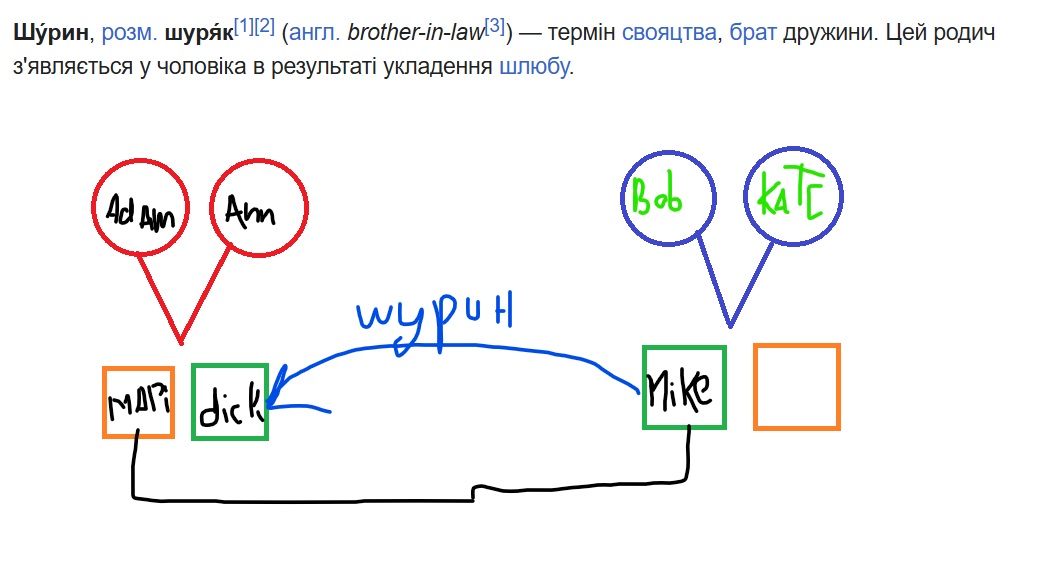 Шу́рин, розм. шуря́к[1][2] (англ. brother-in-law[3]) — термін свояцтва, брат дружини. Цей родич
з'являється у чоловіка в результаті укладення шлюбу.
Adam Ann Bob KATE
шурин
мАРі dick Mike